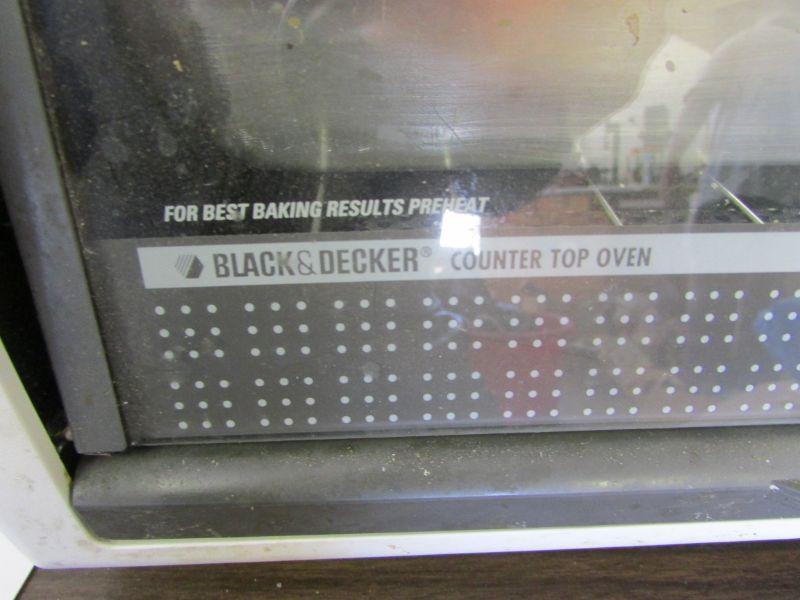 FOR BEST BAKING RESULTS PREHEAT
BLACK&DECKER® COUNTER TOP OVEN